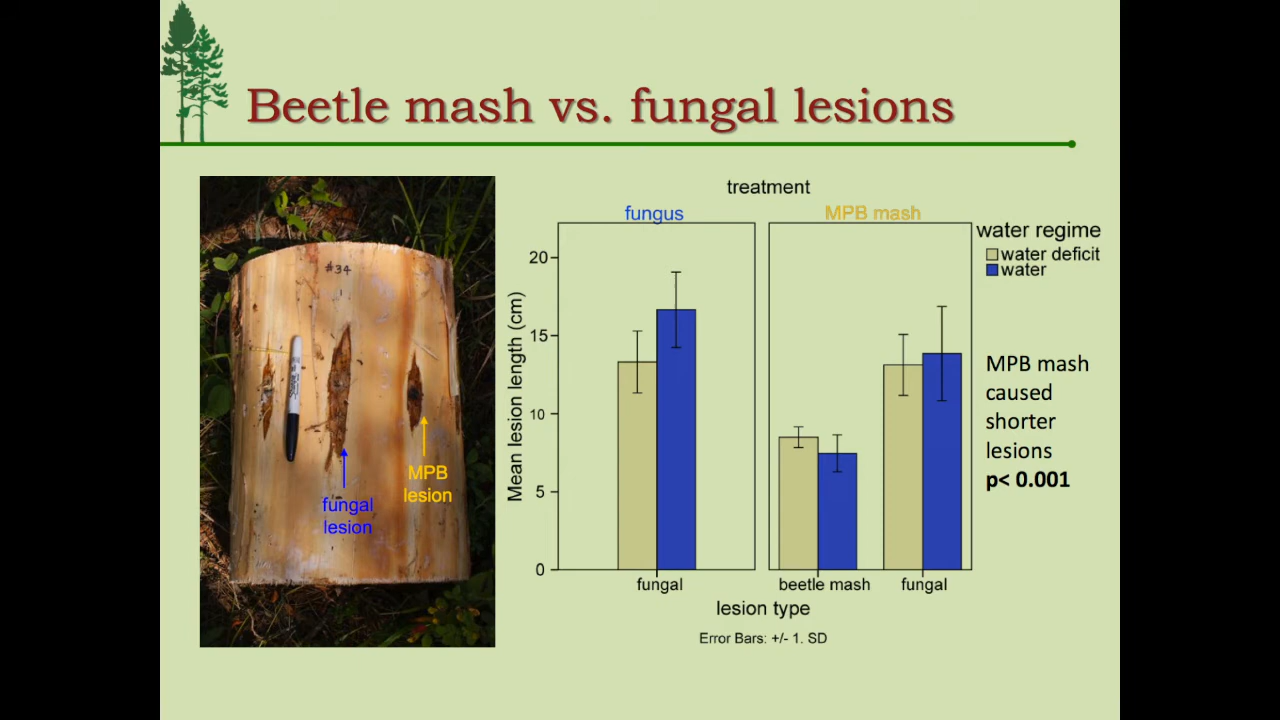 Beetle mash vs. fungal lesions
#34
MPB
lesion
fungal
lesion
treatment
fungus
MPB mash
Mean lesion length (cm)
20
15
10
5
0
fungal
beetle mash
fungal
lesion type
Error Bars: +/- 1. SD
water regime
water deficit
water
MPB mash
caused
shorter
lesions
p< 0.001